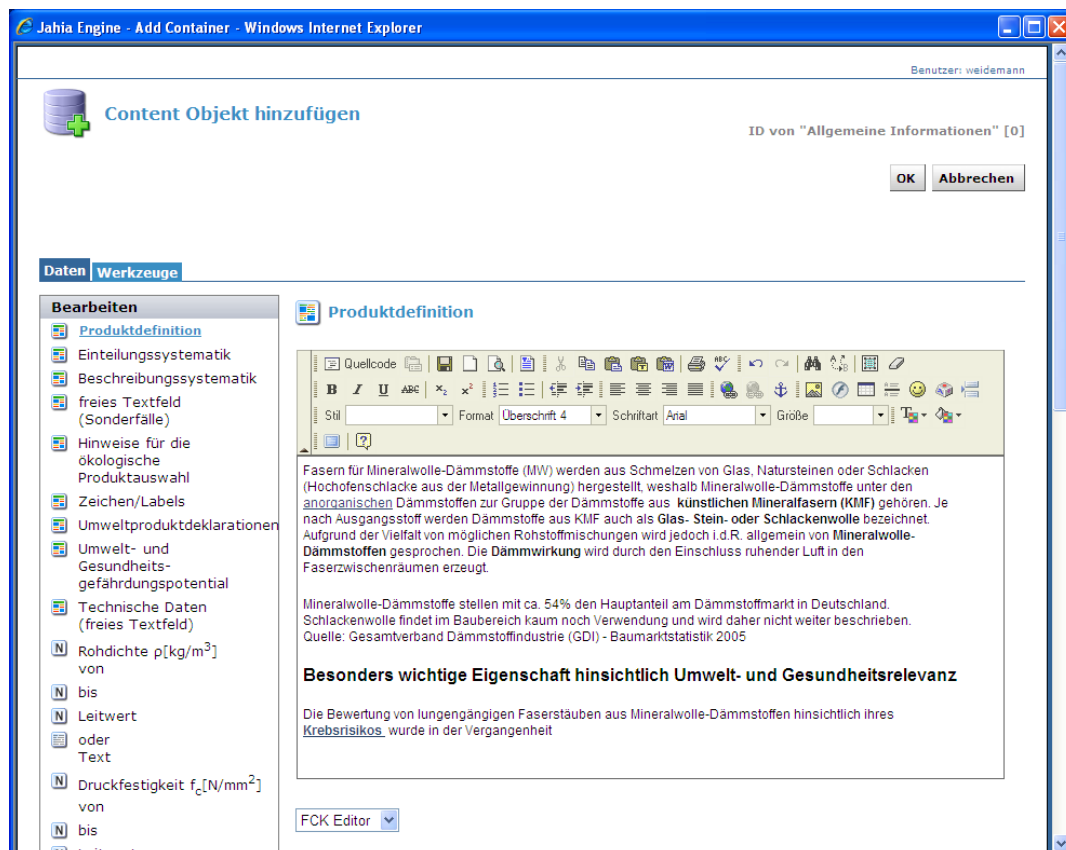 Jahia Engine - Add Container - Windows Internet Explorer
Benutzer: weidemann
Content Objekt hinzufügen
ID von "Allgemeine Informationen" [0]
OK Abbrechen
Daten Werkzeuge
Bearbeiten
Produktdefinition
Einteilungssystematik
Beschreibungssystematik
freies Textfeld
(Sonderfälle)
Hinweise für die
ökologische
Produktauswahl
Zeichen/Labels
Umweltproduktdeklarationen
Umwelt- und
Gesundheits-
gefährdungspotential
Technische Daten
(freies Textfeld)
N Rohdichte ρ[kg/m³]
von
N bis
N Leitwert
oder
Text
N Druckfestigkeit fc[N/mm²]
von
N bis
Produktdefinition
Quellcode
B I U ABC x₂ x²
Stil Format Überschrift 4 Schriftart Arial Größe
Fasern für Mineralwolle-Dämmstoffe (MW) werden aus Schmelzen von Glas, Natursteinen oder Schlacken
(Hochofenschlacke aus der Metallgewinnung) hergestellt, weshalb Mineralwolle-Dämmstoffe unter den
anorganischen Dämmstoffen zur Gruppe der Dämmstoffe aus künstlichen Mineralfasern (KMF) gehören. Je
nach Ausgangsstoff werden Dämmstoffe aus KMF auch als Glas- Stein- oder Schlackenwolle bezeichnet.
Aufgrund der Vielfalt von möglichen Rohstoffmischungen wird jedoch i.d.R. allgemein von Mineralwolle-
Dämmstoffen gesprochen. Die Dämmwirkung wird durch den Einschluss ruhender Luft in den
Faserzwischenräumen erzeugt.
Mineralwolle-Dämmstoffe stellen mit ca. 54% den Hauptanteil am Dämmstoffmarkt in Deutschland.
Schlackenwolle findet im Baubereich kaum noch Verwendung und wird daher nicht weiter beschrieben.
Quelle: Gesamtverband Dämmstoffindustrie (GDI) - Baumarktstatistik 2005
Besonders wichtige Eigenschaft hinsichtlich Umwelt- und Gesundheitsrelevanz
Die Bewertung von lungengängigen Faserstäuben aus Mineralwolle-Dämmstoffen hinsichtlich ihres
Krebsrisikos wurde in der Vergangenheit
FCK Editor